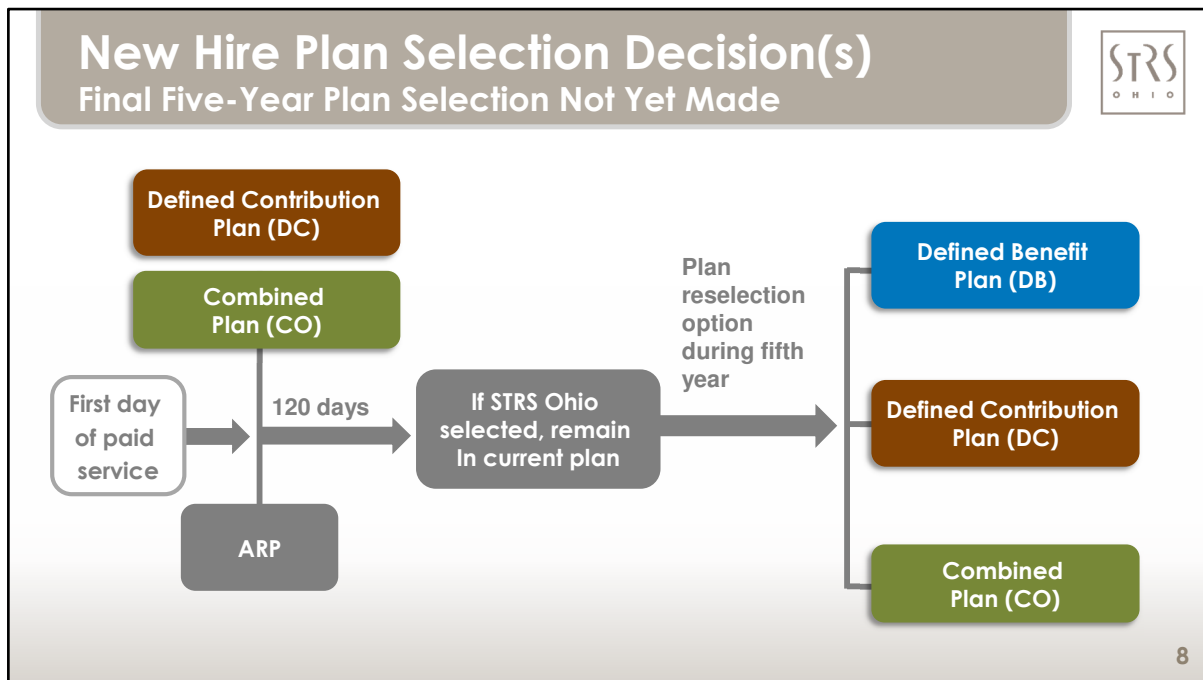 New Hire Plan Selection Decision(s)
Final Five-Year Plan Selection Not Yet Made
STRS
OHIO
Defined Contribution
Plan (DC)
Combined
Plan (CO)
First day
of paid
service
120 days
ARP
If STRS Ohio
selected, remain
In current plan
Plan
reselection
option
during fifth
year
Defined Benefit
Plan (DB)
Defined Contribution
Plan (DC)
Combined
Plan (CO)
8